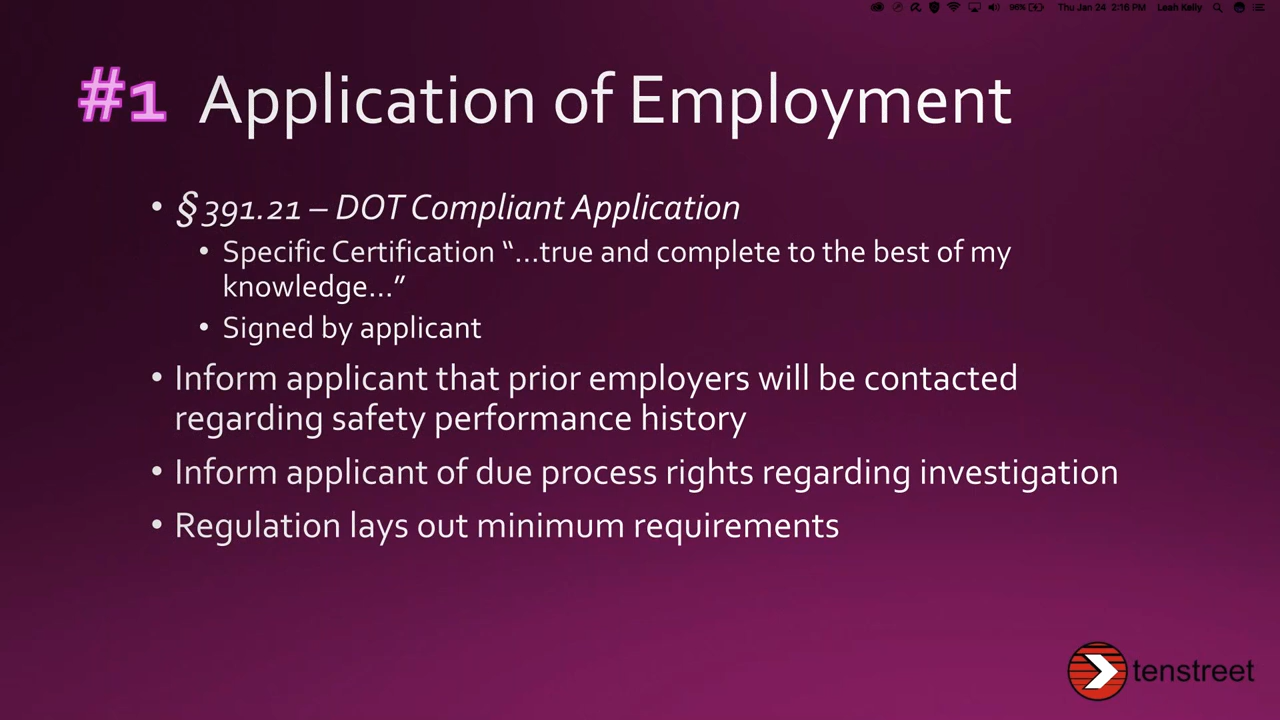 96% Thu Jan 24 2:16 PM Leah Kelly
#1 Application of Employment
• § 391.21 – DOT Compliant Application
• Specific Certification “…true and complete to the best of my
knowledge…”
• Signed by applicant
• Inform applicant that prior employers will be contacted
regarding safety performance history
• Inform applicant of due process rights regarding investigation
• Regulation lays out minimum requirements
tenstreet